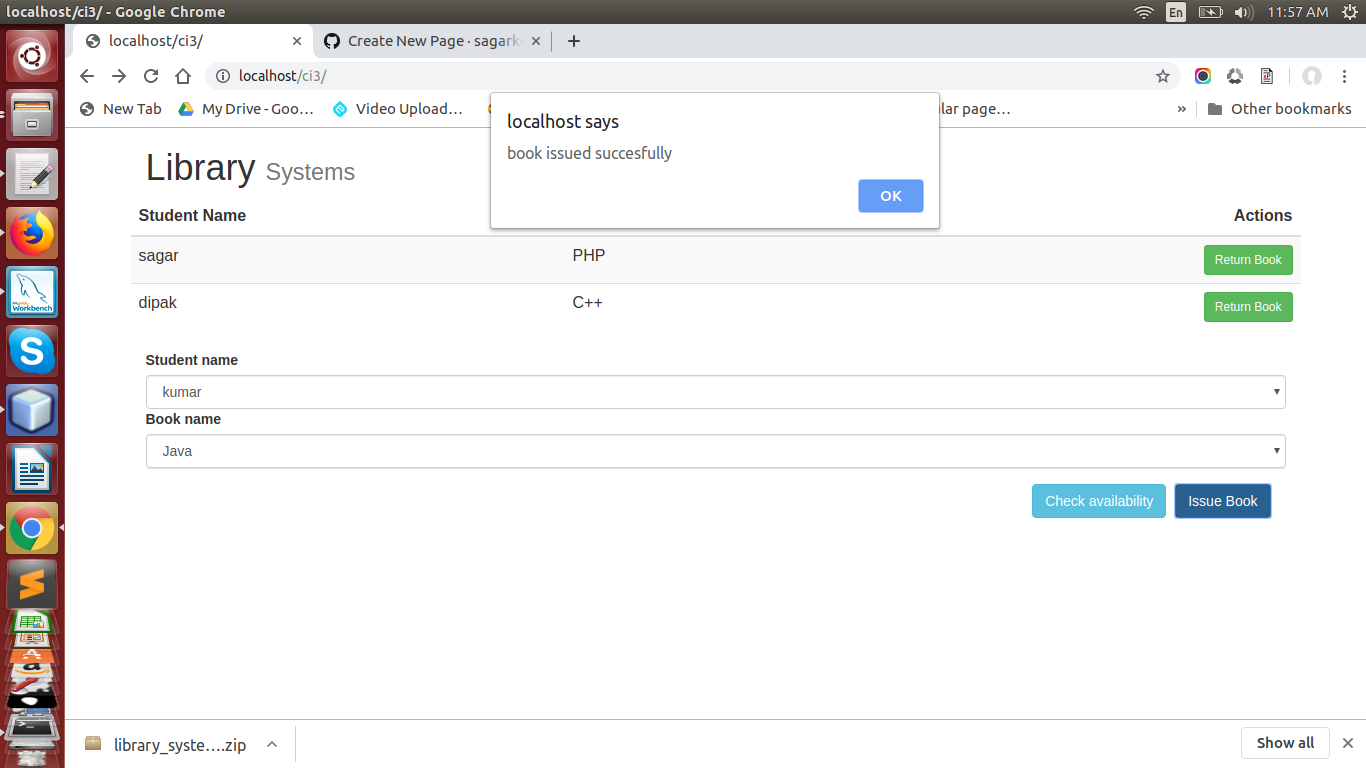 localhost/ci3/ - Google Chrome
En
11:57 AM
localhost/ci3/
Create New Page · sagark
localhost/ci3/
New Tab
My Drive - Goo…
Video Upload…
lar page…
»
Other bookmarks
localhost says
book issued succesfully
OK
Library Systems
Student Name
Actions
sagar PHP Return Book
dipak C++ Return Book
Student name
kumar
Book name
Java
Check availability
Issue Book
MySQL
Workbench
library_syste….zip
Show all